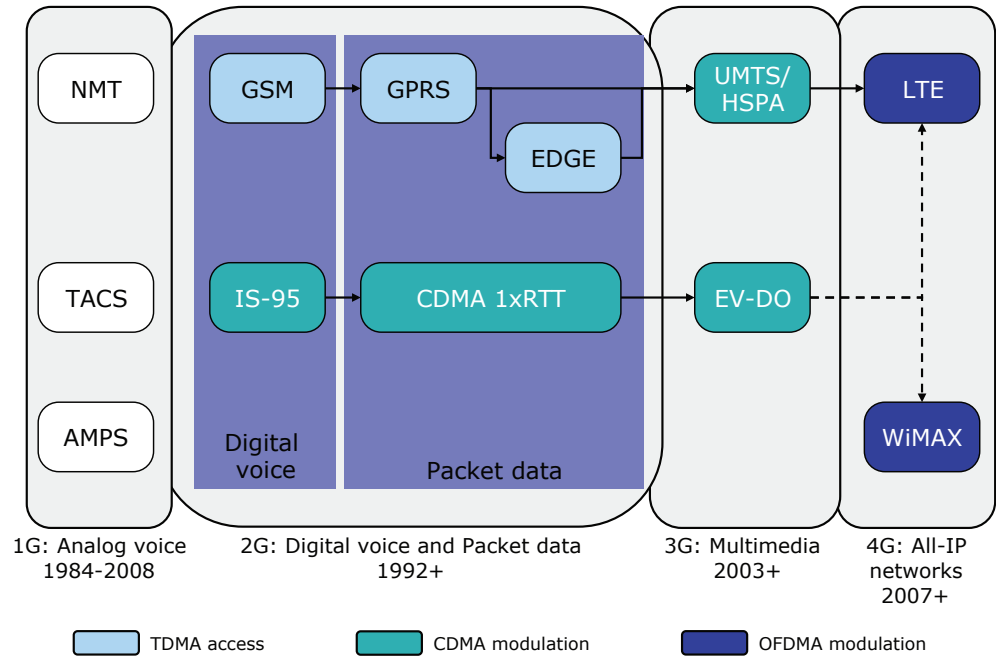 NMT
GSM
GPRS
UMTS/
HSPA
LTE
EDGE
TACS
IS-95
CDMA 1xRTT
EV-DO
AMPS
WiMAX
Digital
voice
Packet data
1G: Analog voice
1984-2008
2G: Digital voice and Packet data
1992+
3G: Multimedia
2003+
4G: All-IP
networks
2007+
TDMA access
CDMA modulation
OFDMA modulation